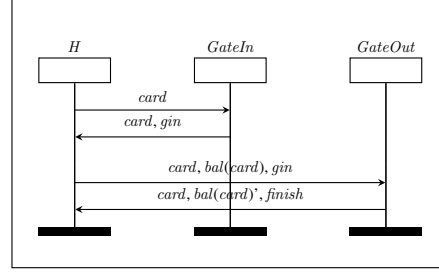 H GateIn GateOut
card
card, gin
card, bal(card), gin
card, bal(card)’, finish